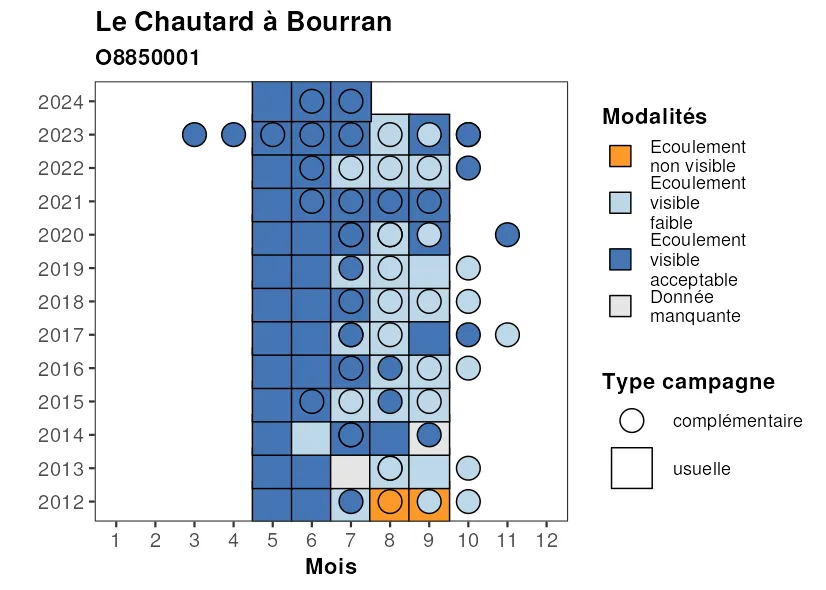 Le Chautard à Bourran
O8850001
2024
2023
2022
2021
2020
2019
2018
2017
2016
2015
2014
2013
2012
1 2 3 4 5 6 7 8 9 10 11 12
Mois
Modalités
Ecoulement
non visible
Ecoulement
visible
faible
Ecoulement
visible
acceptable
Donnée
manquante
Type campagne
complémentaire
usuelle